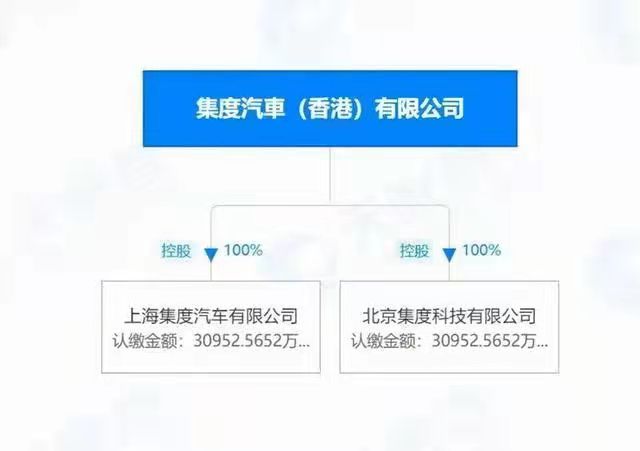 集度汽車（香港）有限公司
控股 100%
控股 100%
上海集度汽车有限公司
认缴金额：30952.5652万...
北京集度科技有限公司
认缴金额：30952.5652万...